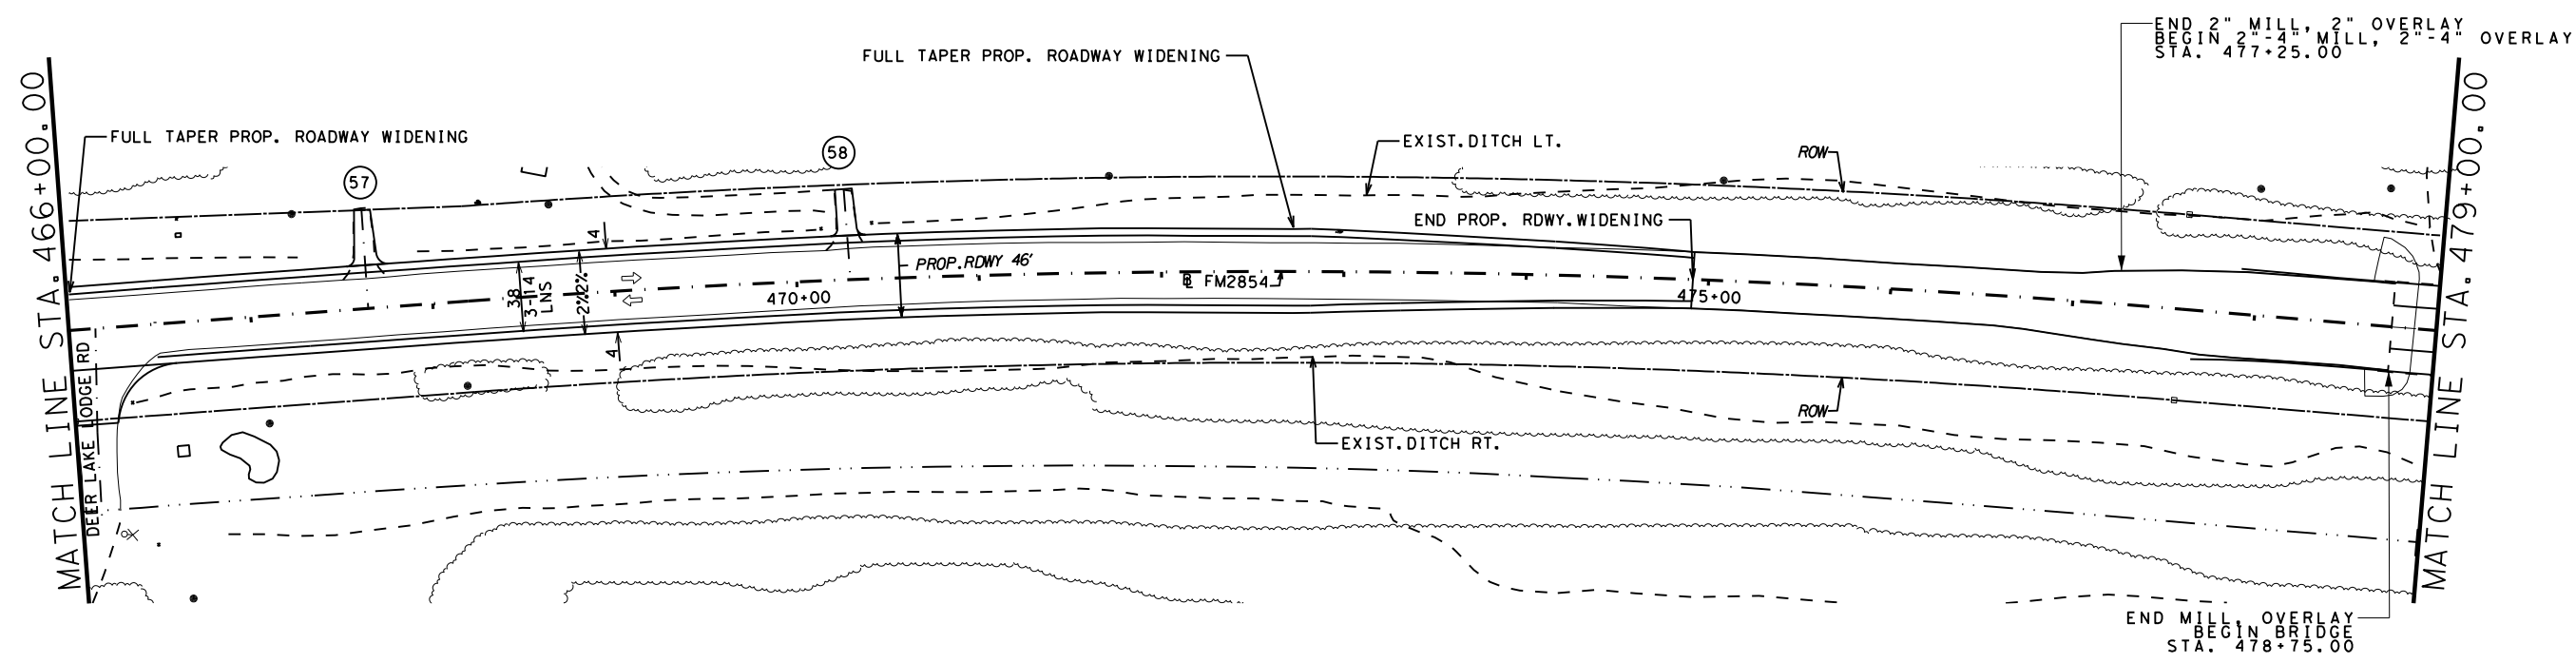 END 2" MILL, 2" OVERLAY
BEGIN 2"-4" MILL, 2"-4" OVERLAY
STA. 477+25.00
FULL TAPER PROP. ROADWAY WIDENING
FULL TAPER PROP. ROADWAY WIDENING
EXIST.DITCH LT.
ROW
58
57
END PROP. RDWY.WIDENING
MATCH LINE STA.466+00.00
MATCH LINE STA.479+00.00
4
PROP.RDWY 46'
38
3-14
LNS
2%2%
470+00
FM2854
475+00
4
DEER LAKE LODGE RD
ROW
EXIST.DITCH RT.
END MILL, OVERLAY
BEGIN BRIDGE
STA. 478+75.00